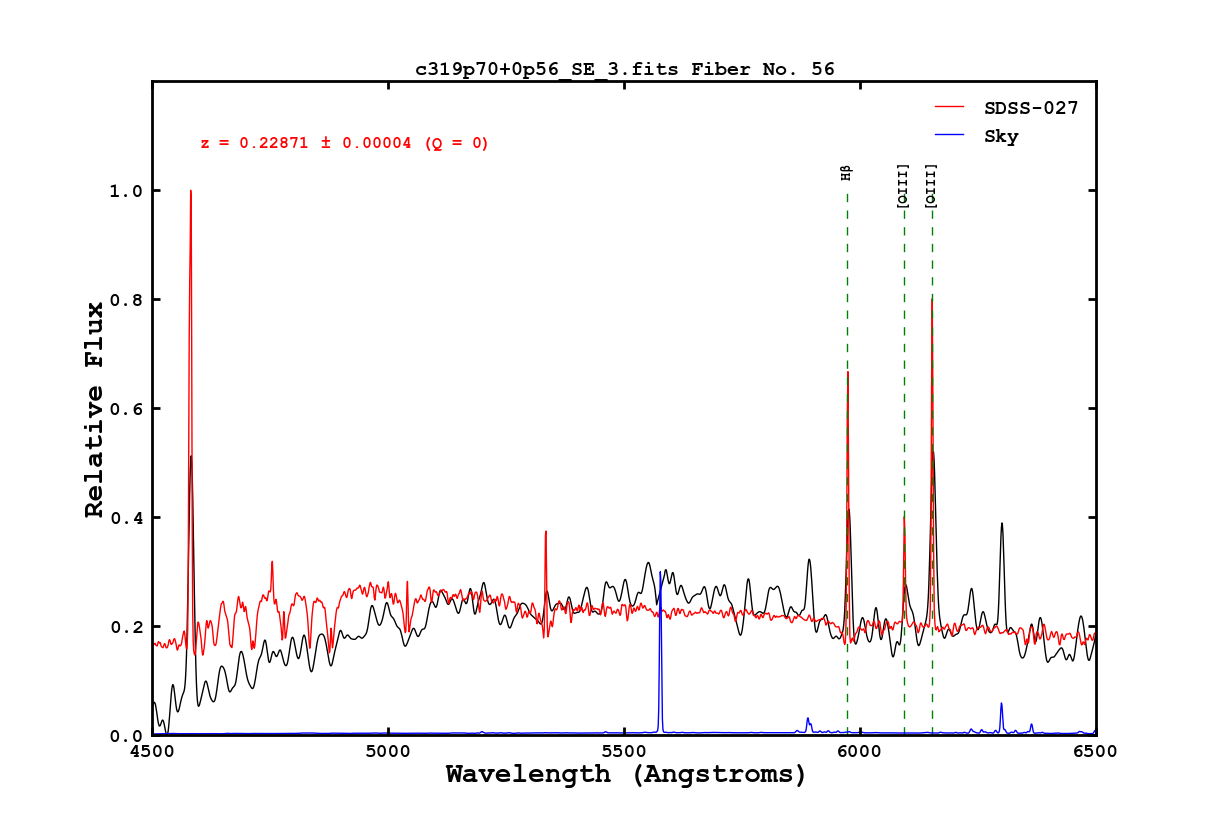 c319p70+0p56_SE_3.fits Fiber No. 56
SDSS-027
Sky
z = 0.22871 ± 0.00004 (Q = 0)
Hβ
[OIII]
[OIII]
1.0
0.8
0.6
0.4
0.2
0.0
Relative Flux
4500
5000
5500
6000
6500
Wavelength (Angstroms)